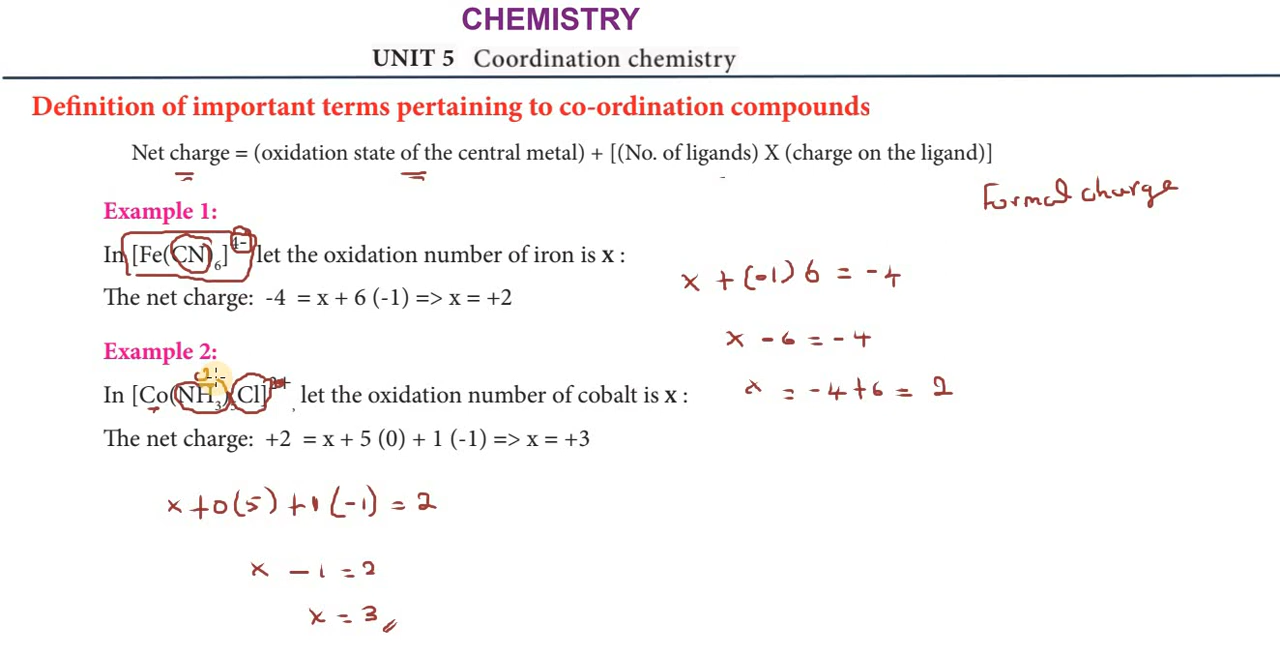 CHEMISTRY
UNIT 5 Coordination chemistry
Definition of important terms pertaining to co-ordination compounds
Net charge = (oxidation state of the central metal) + [(No. of ligands) X (charge on the ligand)]
Formal charge
Example 1:
In [Fe(CN)₆]⁴⁻ let the oxidation number of iron is x :
x + (-1) 6 = -4
The net charge: -4 = x + 6 (-1) => x = +2
x - 6 = -4
Example 2:
In [Co(NH₃)₅Cl]²⁺, let the oxidation number of cobalt is x :
x = -4+6 = 2
The net charge: +2 = x + 5 (0) + 1 (-1) => x = +3
x +0(5) +1(-1) = 2
x - 1 = 2
x = 3